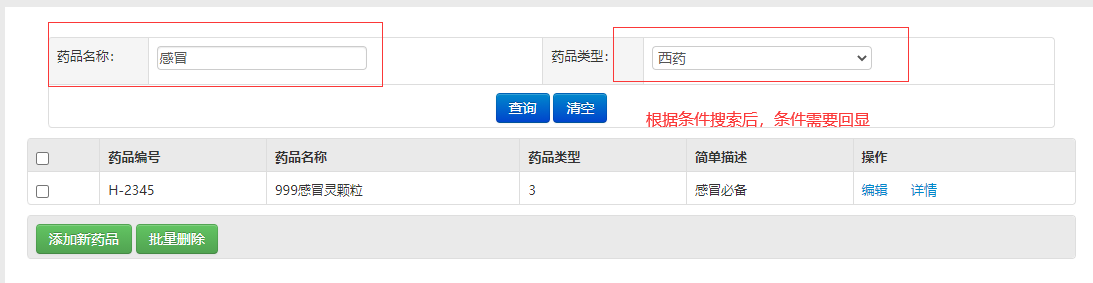 药品名称： 感冒 药品类型： 西药
查询 清空
根据条件搜索后，条件需要回显
药品编号 药品名称 药品类型 简单描述 操作
H-2345 999感冒灵颗粒 3 感冒必备 编辑 详情
添加新药品 批量删除